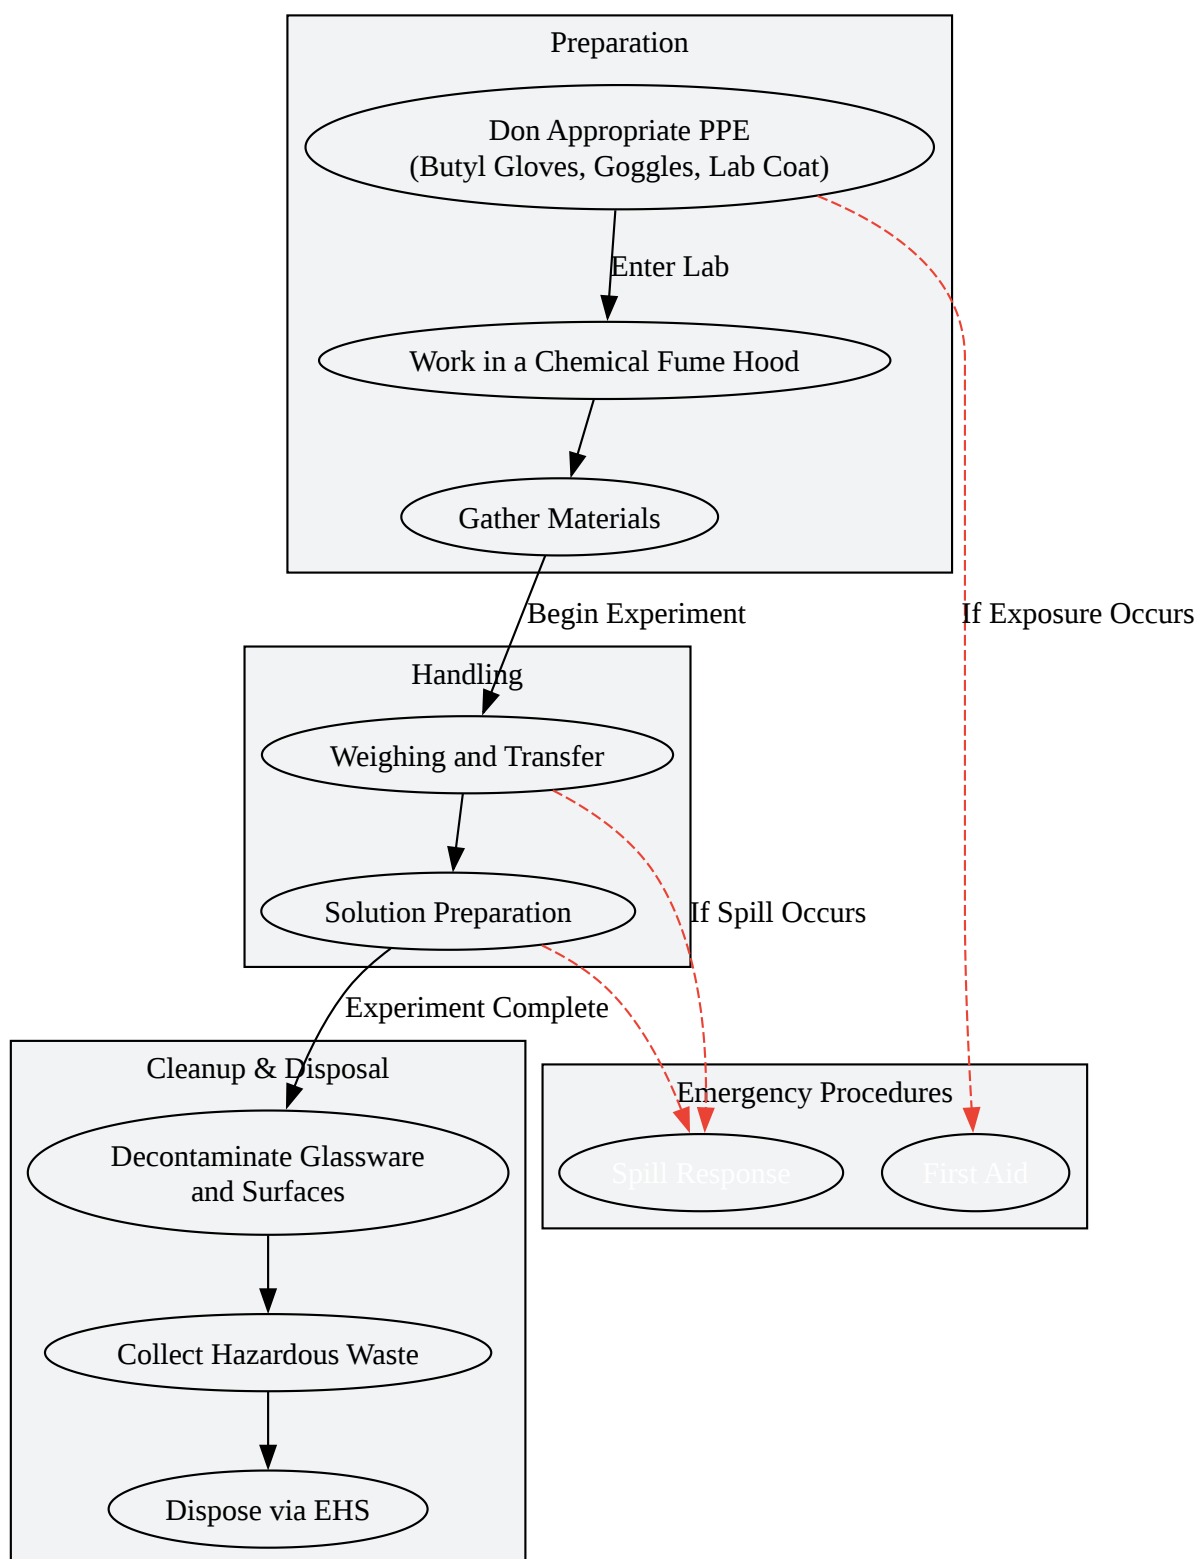 Preparation
Don Appropriate PPE
(Butyl Gloves, Goggles, Lab Coat)
Enter Lab
Work in a Chemical Fume Hood
Gather Materials
Begin Experiment
If Exposure Occurs
Handling
Weighing and Transfer
Solution Preparation
If Spill Occurs
Experiment Complete
Cleanup & Disposal
Decontaminate Glassware
and Surfaces
Collect Hazardous Waste
Dispose via EHS
Emergency Procedures
Spill Response
First Aid